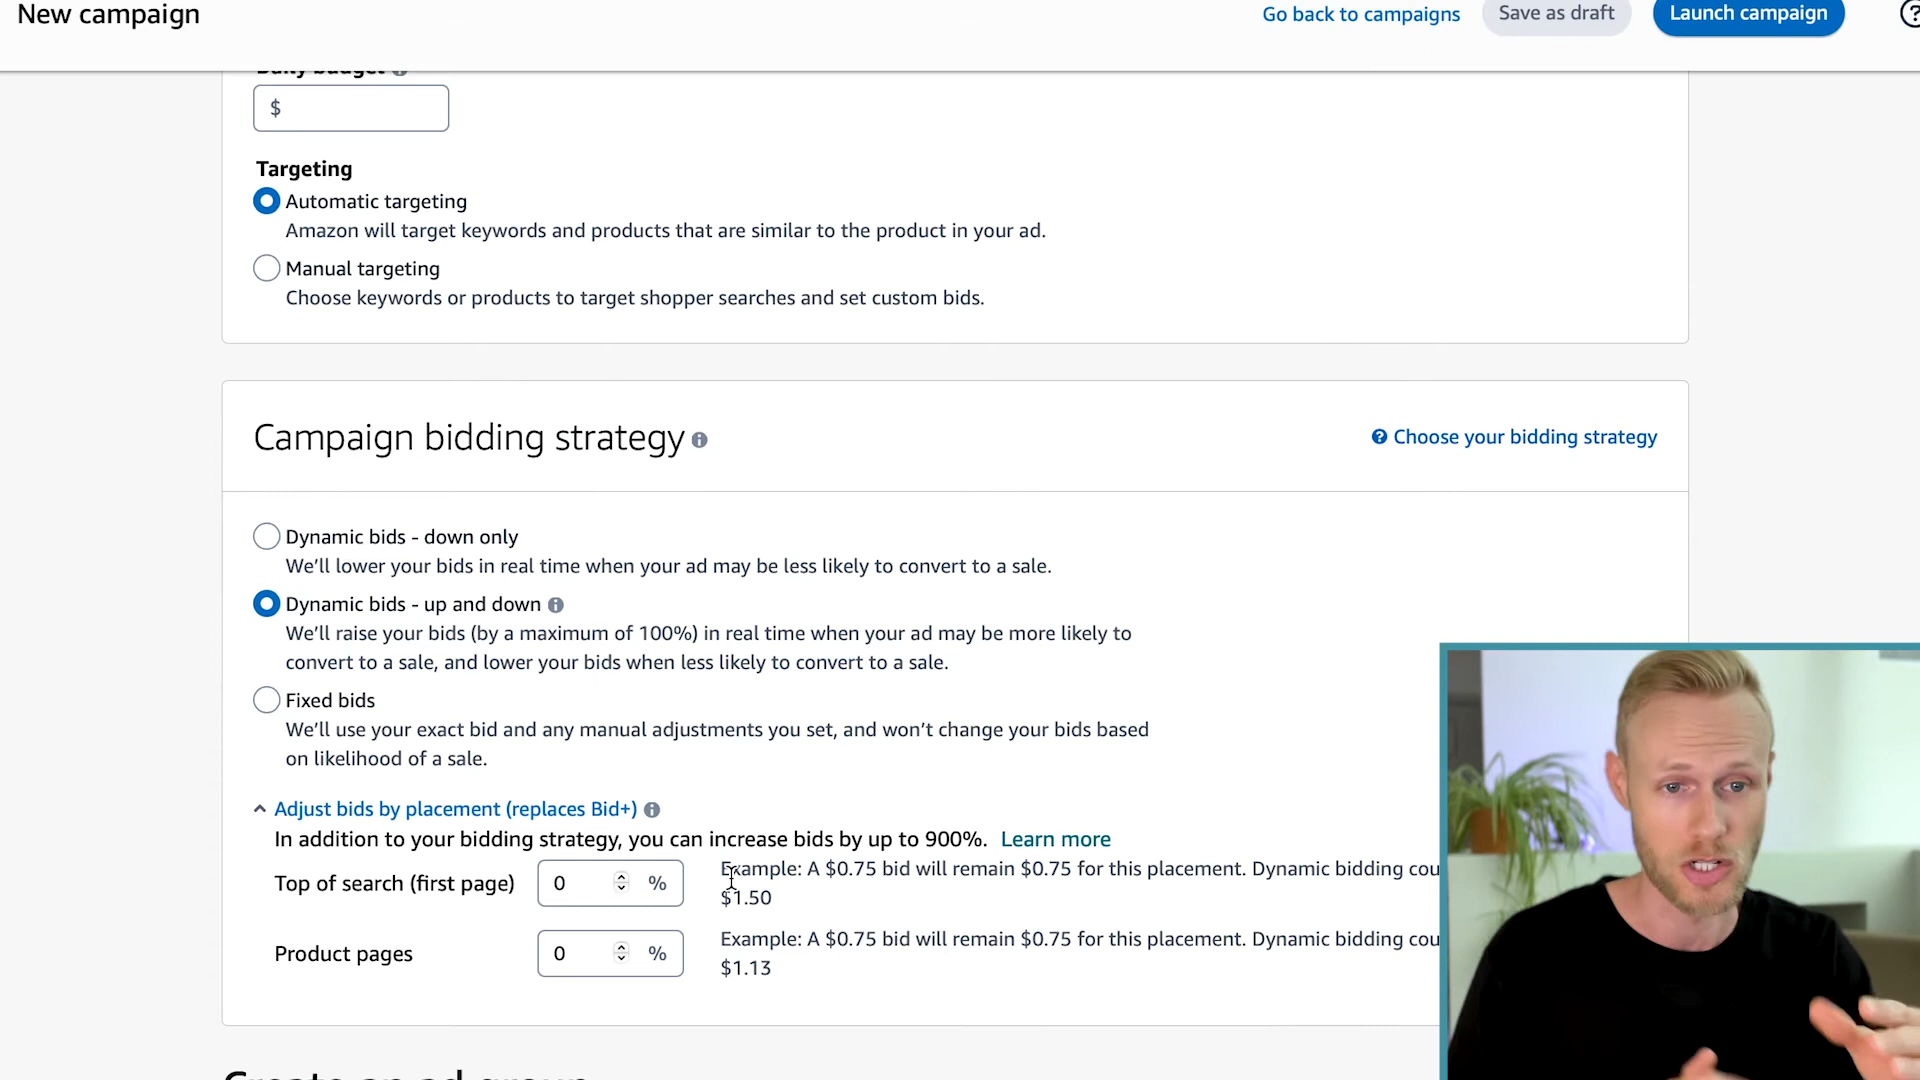 New campaign
Go back to campaigns
Save as draft
Launch campaign
Daily budget
$
Targeting
Automatic targeting
Amazon will target keywords and products that are similar to the product in your ad.
Manual targeting
Choose keywords or products to target shopper searches and set custom bids.
Campaign bidding strategy
Choose your bidding strategy
Dynamic bids - down only
We'll lower your bids in real time when your ad may be less likely to convert to a sale.
Dynamic bids - up and down
We'll raise your bids (by a maximum of 100%) in real time when your ad may be more likely to
convert to a sale, and lower your bids when less likely to convert to a sale.
Fixed bids
We'll use your exact bid and any manual adjustments you set, and won't change your bids based
on likelihood of a sale.
Adjust bids by placement (replaces Bid+)
In addition to your bidding strategy, you can increase bids by up to 900%. Learn more
Top of search (first page)
0 %
Example: A $0.75 bid will remain $0.75 for this placement. Dynamic bidding cou
$1.50
Product pages
0 %
Example: A $0.75 bid will remain $0.75 for this placement. Dynamic bidding cou
$1.13
Create an ad group